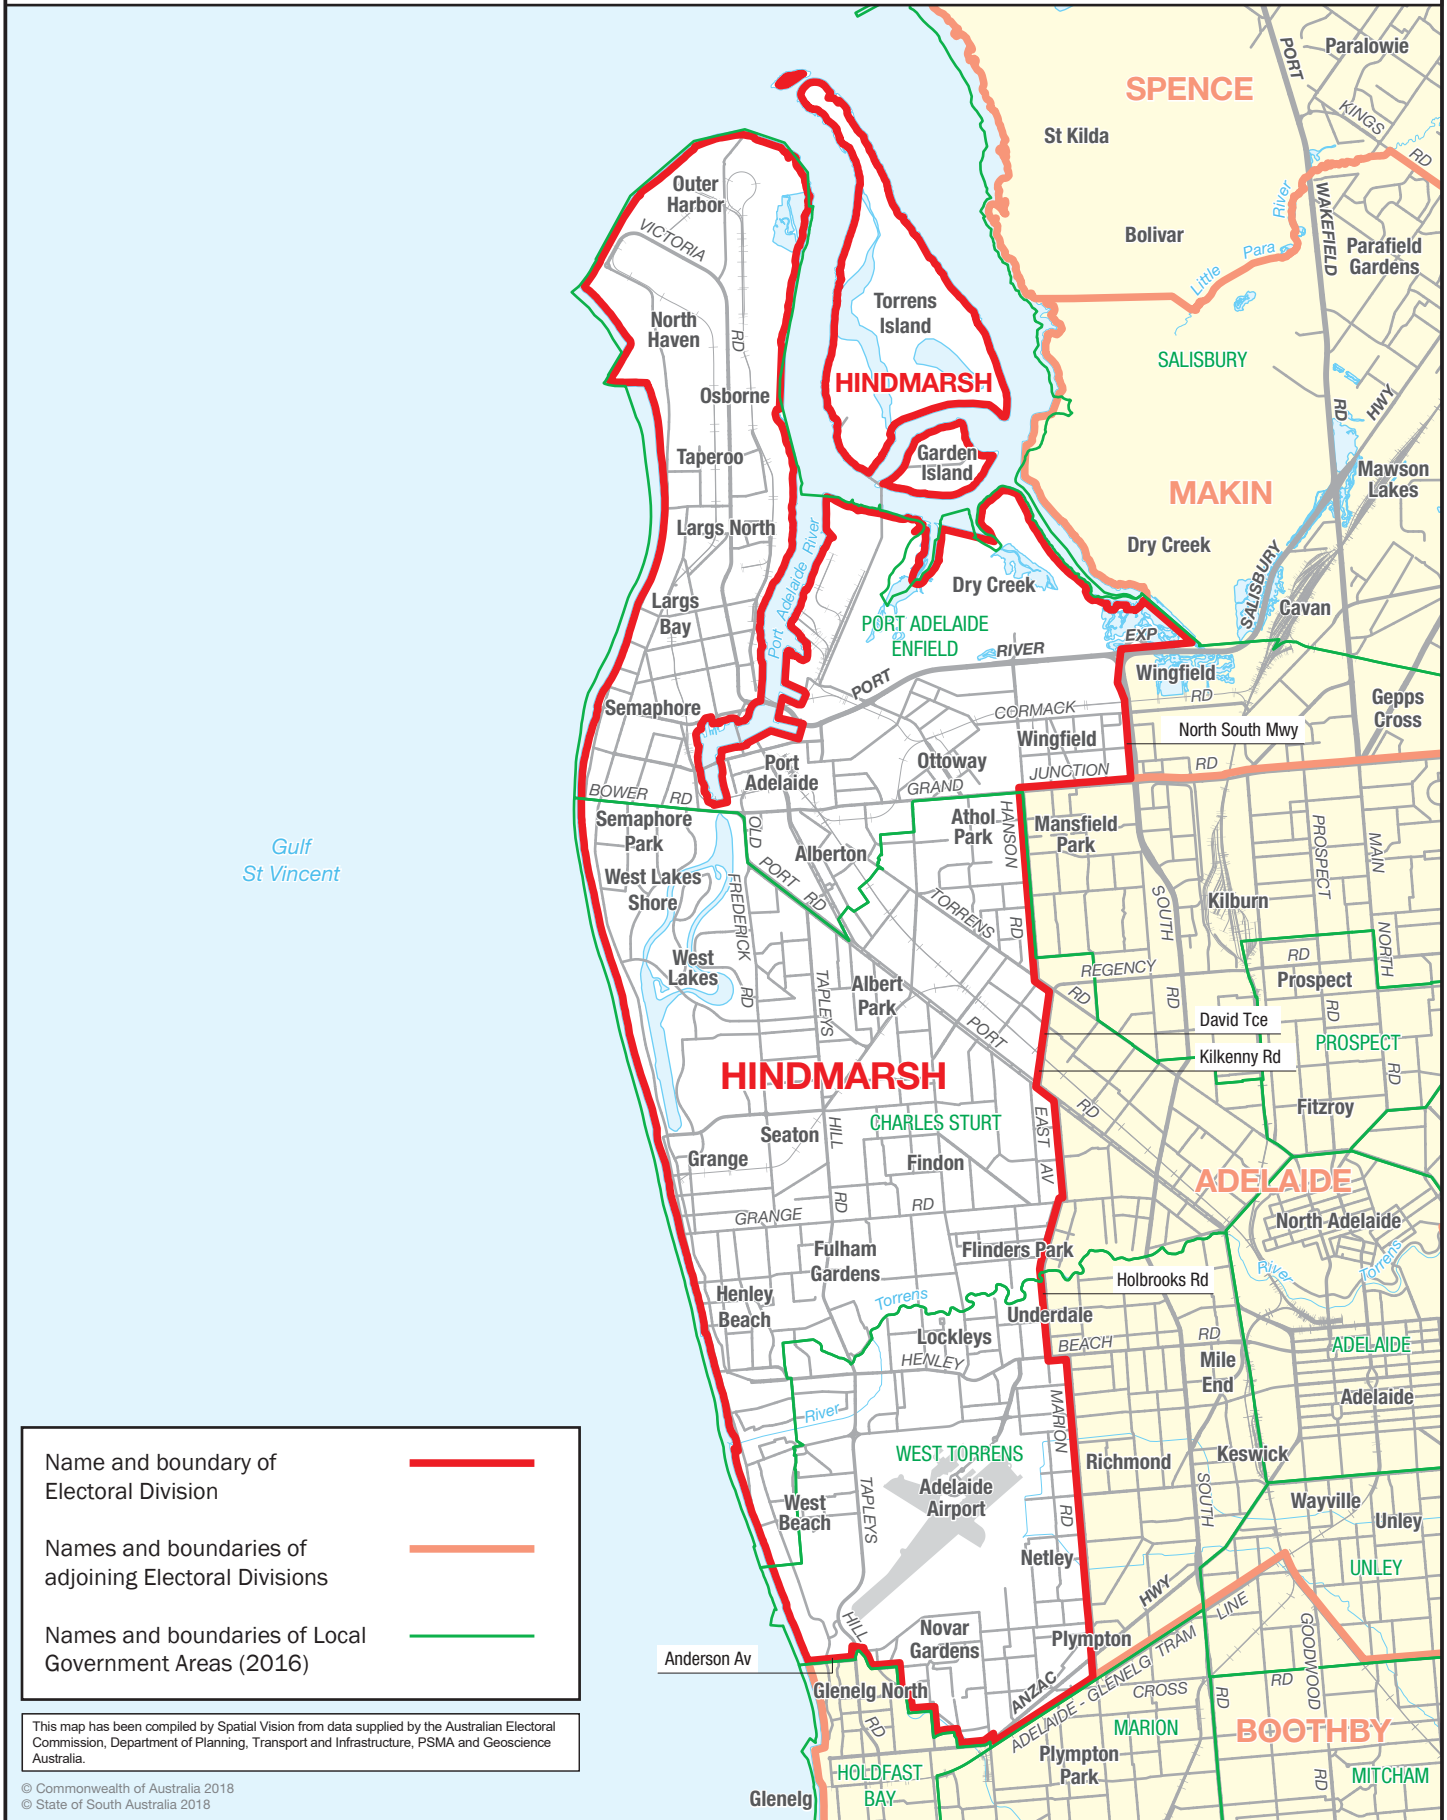 PORT
Paralowie
SPENCE
KINGS
RD
St Kilda
Outer
Harbor
WAKEFIELD
River
VICTORIA
Bolivar
Para
Parafield
Gardens
Little
Torrens
Island
North
Haven
RD
SALISBURY
HINDMARSH
Osborne
RD
HWY
Taperoo
Garden
Island
Mawson
Lakes
MAKIN
Largs North
Port Adelaide River
Dry Creek
Dry Creek
SALISBURY
Largs
Bay
Cavan
PORT ADELAIDE
ENFIELD
EXP
RIVER
PORT
Wingfield
RD
Gepps
Cross
Semaphore
CORMACK
North South Mwy
Wingfield
Port
Adelaide
Ottoway
JUNCTION
RD
GRAND
BOWER
RD
Semaphore
Park
OLD
PORT
RD
Alberton
Athol
Park
HANSON
RD
Mansfield
Park
PROSPECT
MAIN
Gulf
St Vincent
West Lakes
Shore
FREDERICK
RD
TORRENS
SOUTH
RD
Kilburn
NORTH
West
Lakes
TAPLEYS
Albert
Park
REGENCY
RD
RD
Prospect
RD
PORT
David Tce
PROSPECT
Kilkenny Rd
RD
HINDMARSH
RD
Fitzroy
CHARLES STURT
EAST
AV
Seaton
HILL
Grange
Findon
ADELAIDE
RD
GRANGE
RD
North Adelaide
Fulham
Gardens
Flinders Park
River
Torrens
Holbrooks Rd
Henley
Beach
Torrens
Underdale
Lockleys
HENLEY
BEACH
RD
ADELAIDE
Mile
End
Adelaide
River
MARION
RD
WEST TORRENS
Richmond
Keswick
Adelaide
Airport
SOUTH
West
Beach
TAPLEYS
Wayville
Unley
Netley
UNLEY
HWY
LINE
HILL
Novar
Gardens
Plympton
GOODWOOD
Anderson Av
ANZAC
ADELAIDE - GLENELG TRAM
Glenelg North
CROSS
RD
RD
RD
MARION
BOOTHBY
Plympton
Park
HOLDFAST
BAY
RD
MITCHAM
Glenelg
Name and boundary of
Electoral Division
Names and boundaries of
adjoining Electoral Divisions
Names and boundaries of Local
Government Areas (2016)
This map has been compiled by Spatial Vision from data supplied by the Australian Electoral
Commission, Department of Planning, Transport and Infrastructure, PSMA and Geoscience
Australia.
© Commonwealth of Australia 2018
© State of South Australia 2018